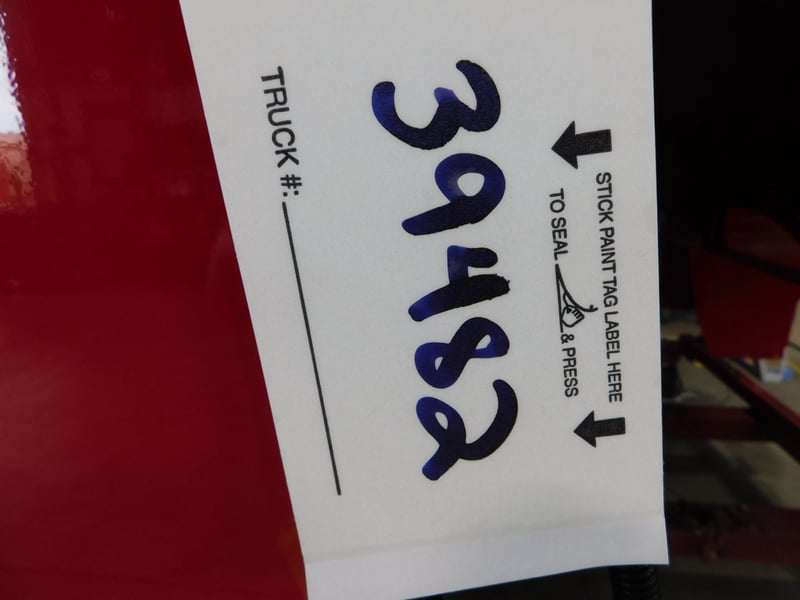 STICK PAINT TAG LABEL HERE
TO SEAL & PRESS
39482
TRUCK #: